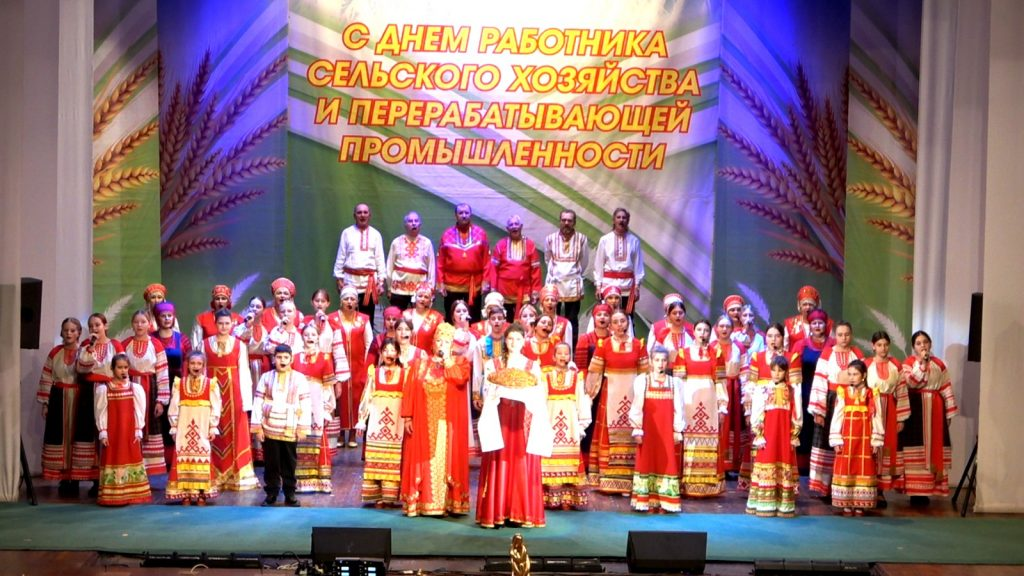 С ДНЕМ РАБОТНИКА
СЕЛЬСКОГО ХОЗЯЙСТВА
И ПЕРЕРАБАТЫВАЮЩЕЙ
ПРОМЫШЛЕННОСТИ